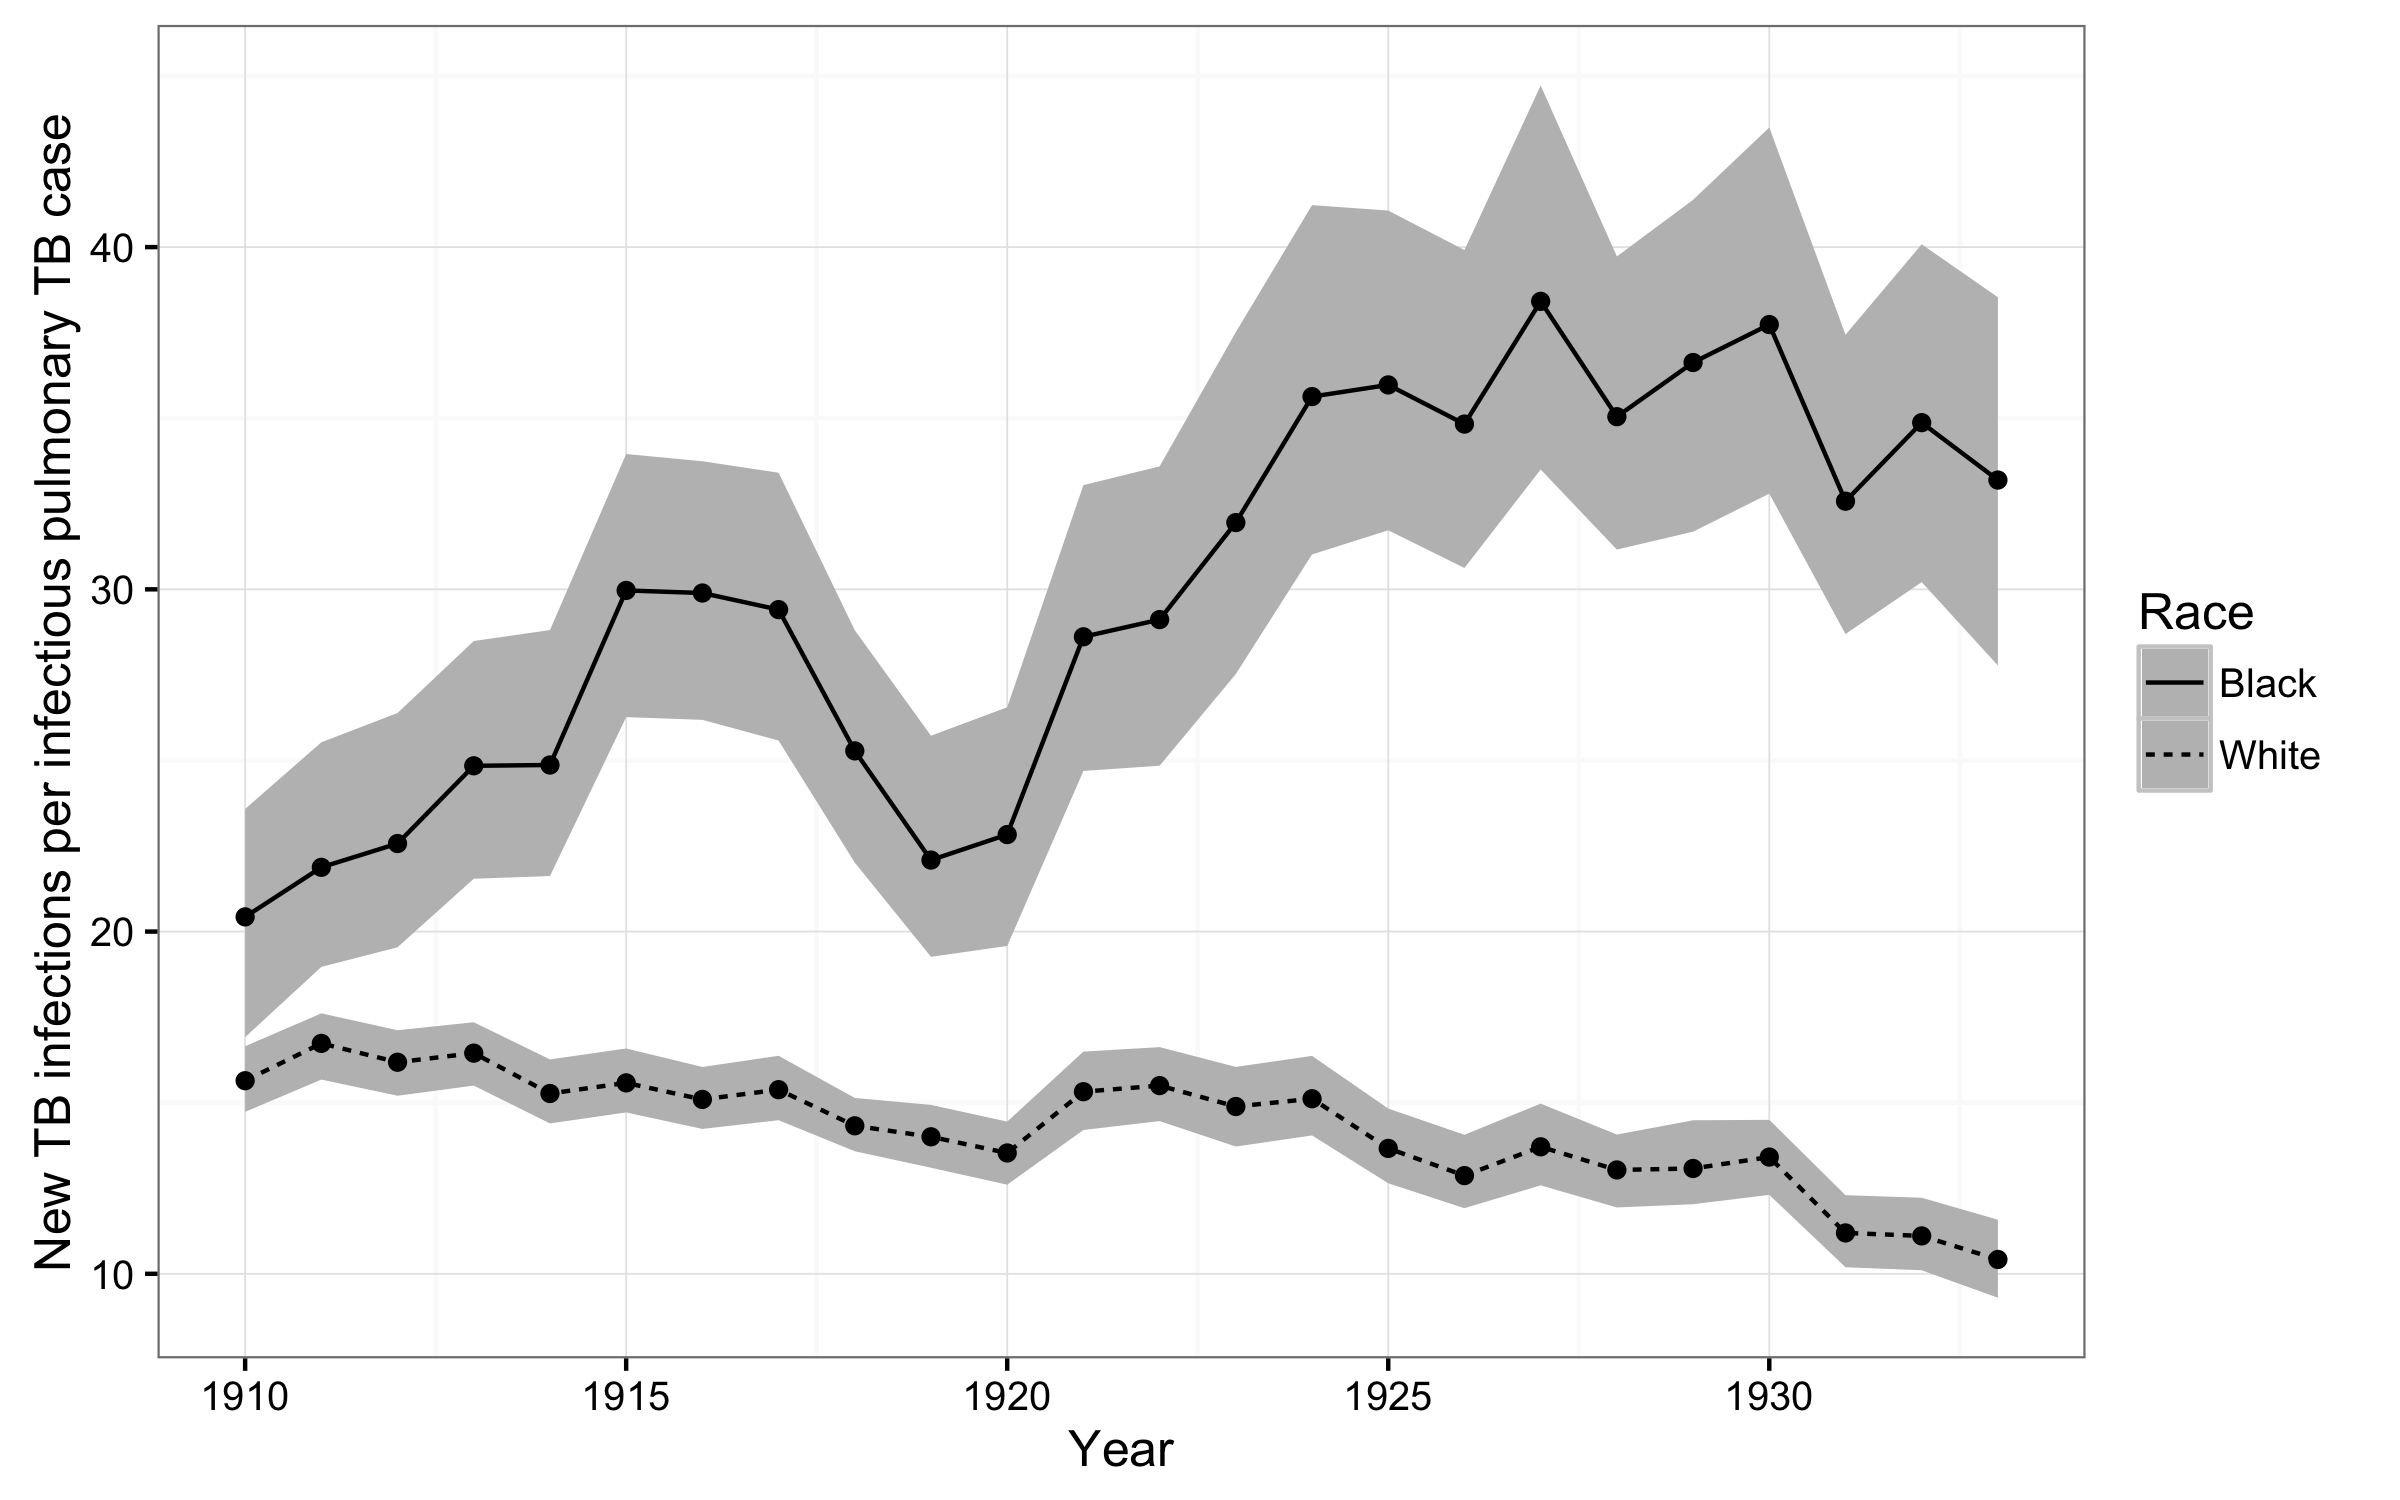 New TB infections per infectious pulmonary TB case
40
30
20
10
1910 1915 1920 1925 1930
Year
Race
Black
White